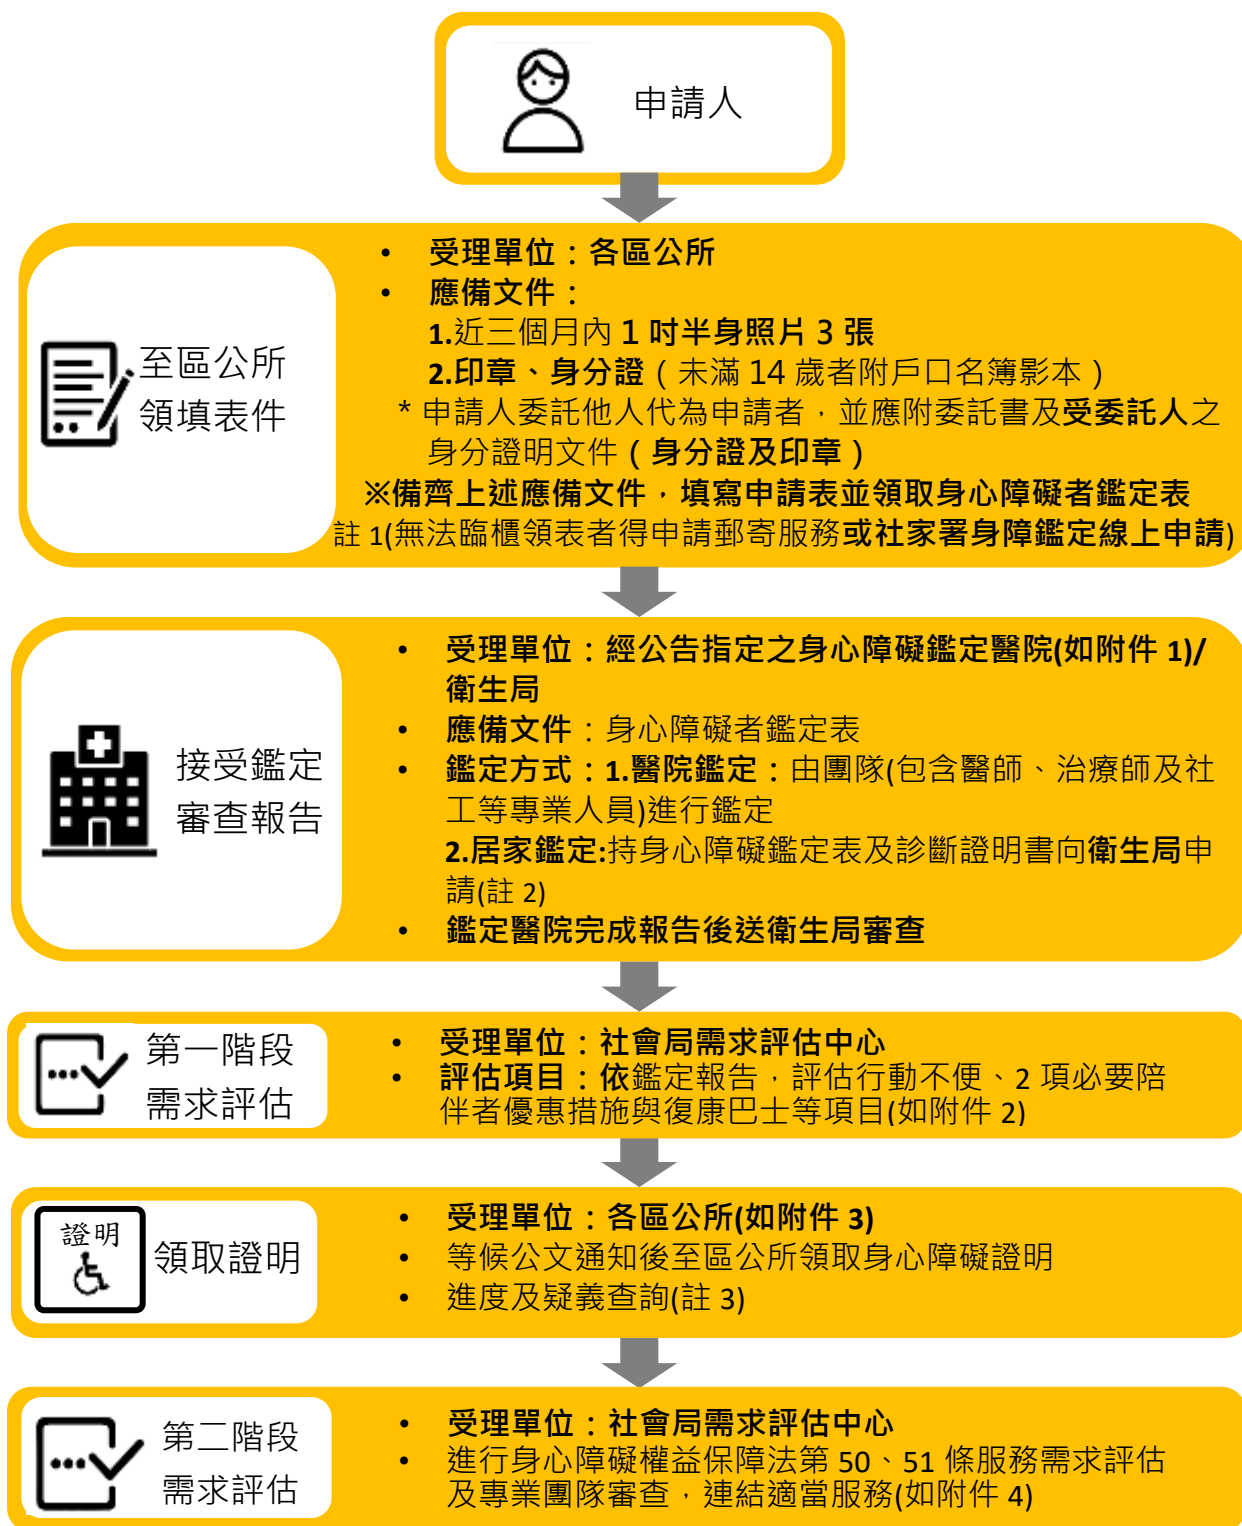 申請人
至區公所
領填表件
• 受理單位：各區公所
• 應備文件：
1.近三個月內 1 吋半身照片 3 張
2.印章、身分證（未滿 14 歲者附戶口名簿影本）
* 申請人委託他人代為申請者，並應附委託書及受委託人之
身分證明文件（身分證及印章）
※備齊上述應備文件，填寫申請表並領取身心障礙者鑑定表
註 1(無法臨櫃領表者得申請郵寄服務或社家署身障鑑定線上申請)
接受鑑定
審查報告
• 受理單位：經公告指定之身心障礙鑑定醫院(如附件 1)/
衛生局
• 應備文件：身心障礙者鑑定表
• 鑑定方式：1.醫院鑑定：由團隊(包含醫師、治療師及社
工等專業人員)進行鑑定
2.居家鑑定:持身心障礙鑑定表及診斷證明書向衛生局申
請(註 2)
• 鑑定醫院完成報告後送衛生局審查
第一階段
需求評估
• 受理單位：社會局需求評估中心
• 評估項目：依鑑定報告，評估行動不便、2 項必要陪
伴者優惠措施與復康巴士等項目(如附件 2)
證明
領取證明
• 受理單位：各區公所(如附件 3)
• 等候公文通知後至區公所領取身心障礙證明
• 進度及疑義查詢(註 3)
第二階段
需求評估
• 受理單位：社會局需求評估中心
• 進行身心障礙權益保障法第 50、51 條服務需求評估
及專業團隊審查，連結適當服務(如附件 4)